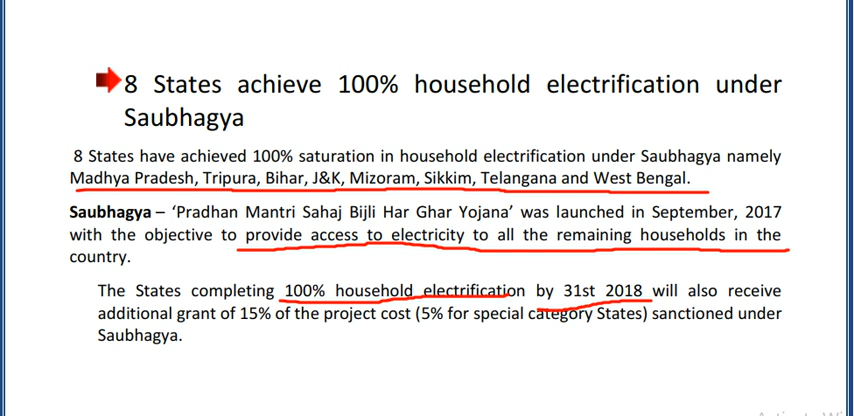 8 States achieve 100% household electrification under
Saubhagya
8 States have achieved 100% saturation in household electrification under Saubhagya namely
Madhya Pradesh, Tripura, Bihar, J&K, Mizoram, Sikkim, Telangana and West Bengal.
Saubhagya – ‘Pradhan Mantri Sahaj Bijli Har Ghar Yojana’ was launched in September, 2017
with the objective to provide access to electricity to all the remaining households in the
country.
The States completing 100% household electrification by 31st 2018 will also receive
additional grant of 15% of the project cost (5% for special category States) sanctioned under
Saubhagya.